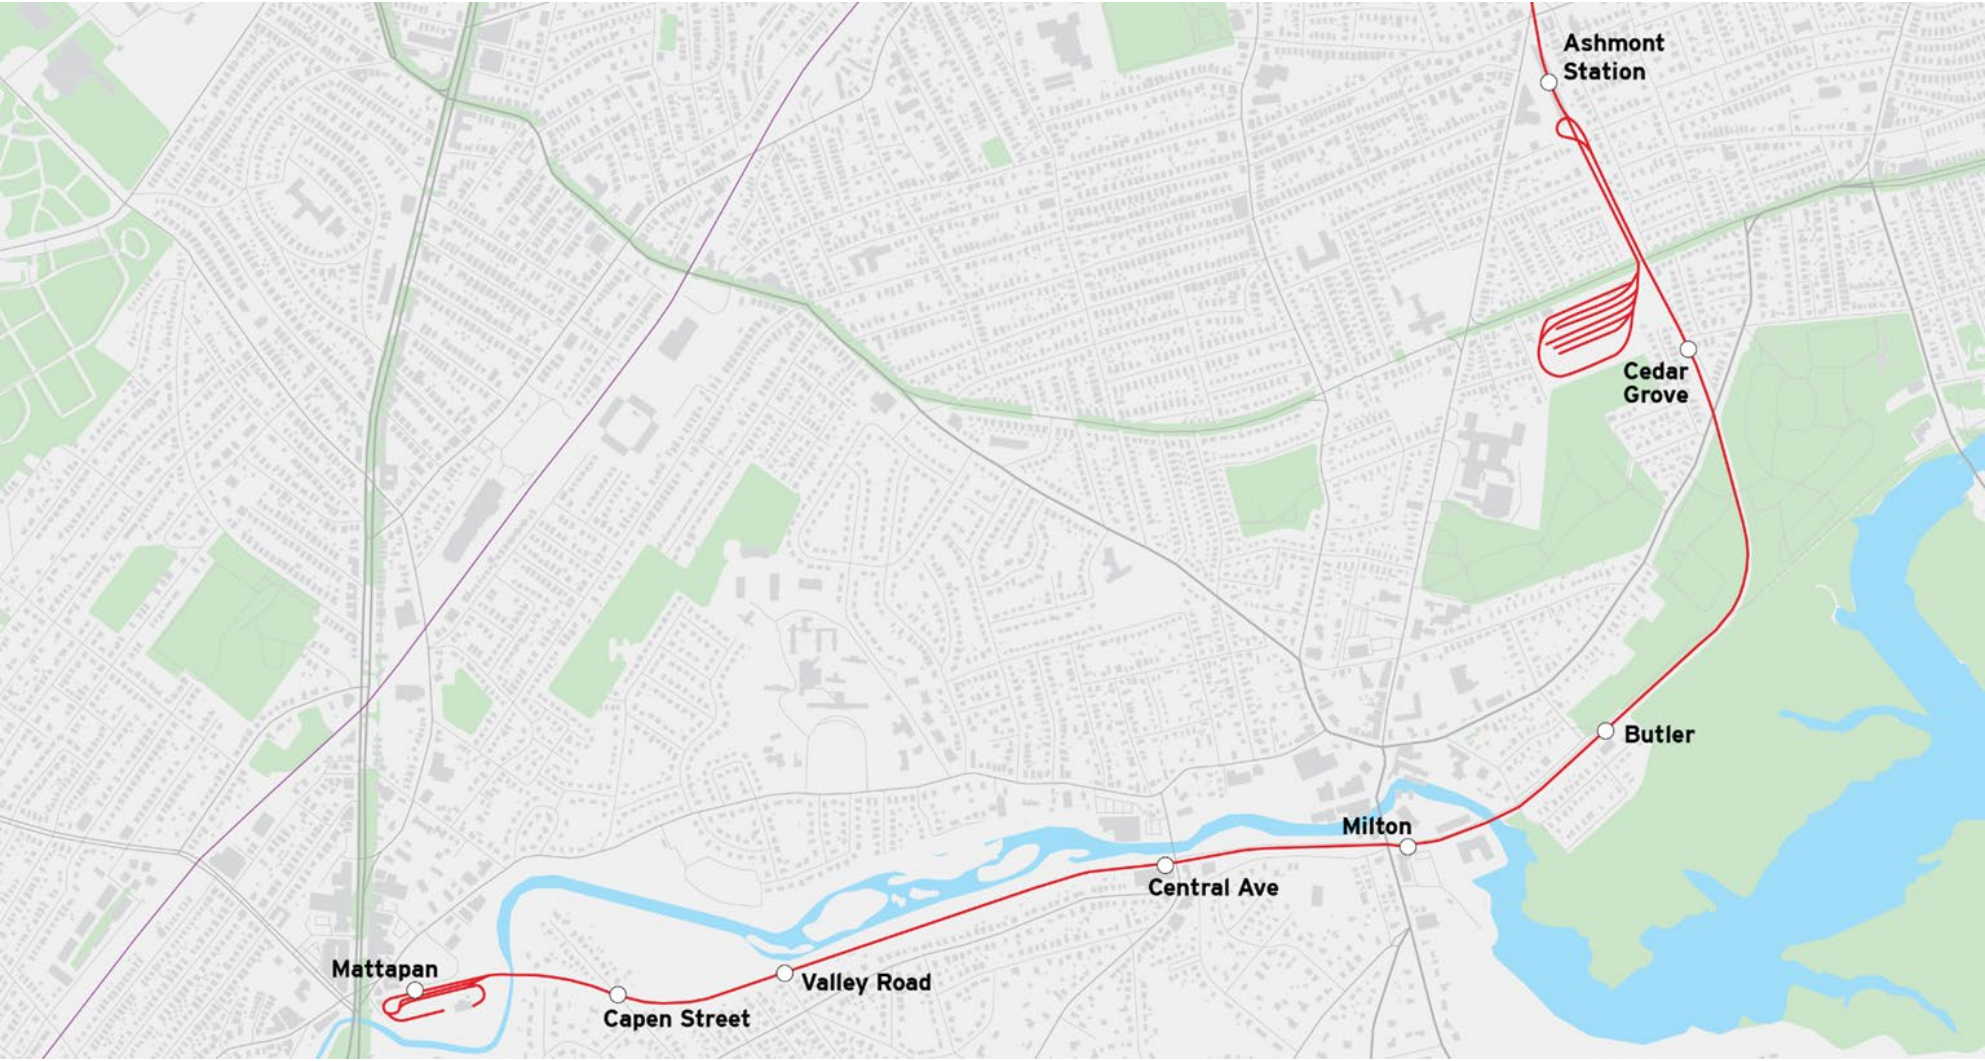 Ashmont
Station
Cedar
Grove
Butler
Milton
Central Ave
Mattapan
Valley Road
Capen Street